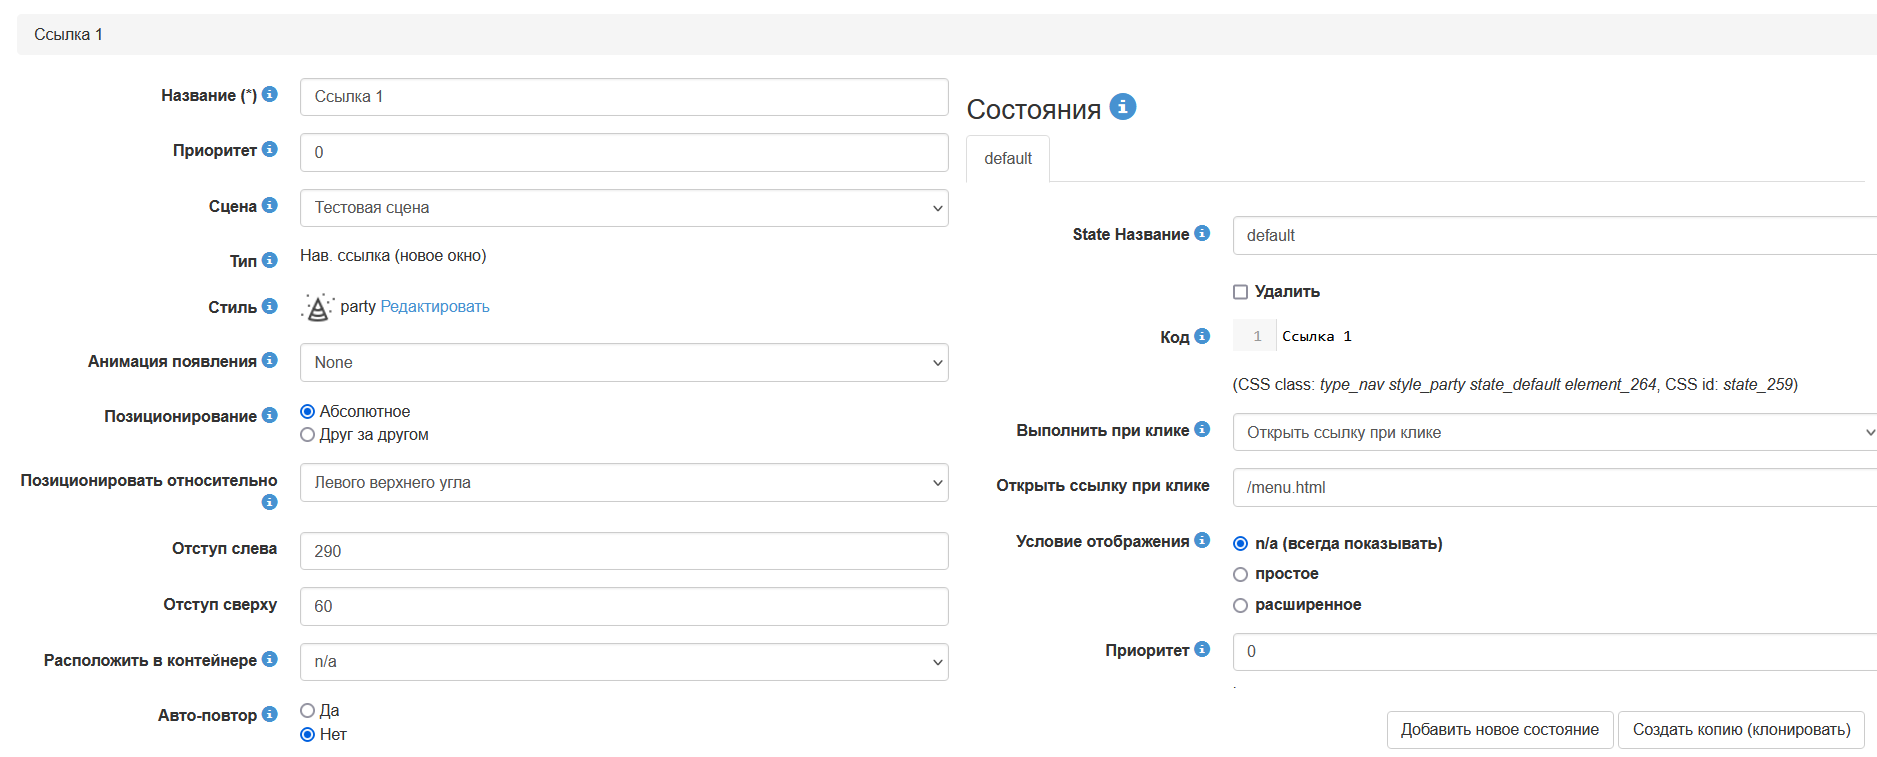 Ссылка 1
Название (*)
Ссылка 1
Приоритет
0
Сцена
Тестовая сцена
Тип
Нав. ссылка (новое окно)
Стиль
party Редактировать
Анимация появления
None
Позиционирование
Абсолютное
Друг за другом
Позиционировать относительно
Левого верхнего угла
Отступ слева
290
Отступ сверху
60
Расположить в контейнере
n/a
Авто-повтор
Да
Нет
Состояния
default
State Название
default
Удалить
Код
1 Ссылка 1
(CSS class: type_nav style_party state_default element_264, CSS id: state_259)
Выполнить при клике
Открыть ссылку при клике
Открыть ссылку при клике
/menu.html
Условие отображения
n/a (всегда показывать)
простое
расширенное
Приоритет
0
.
Добавить новое состояние
Создать копию (клонировать)